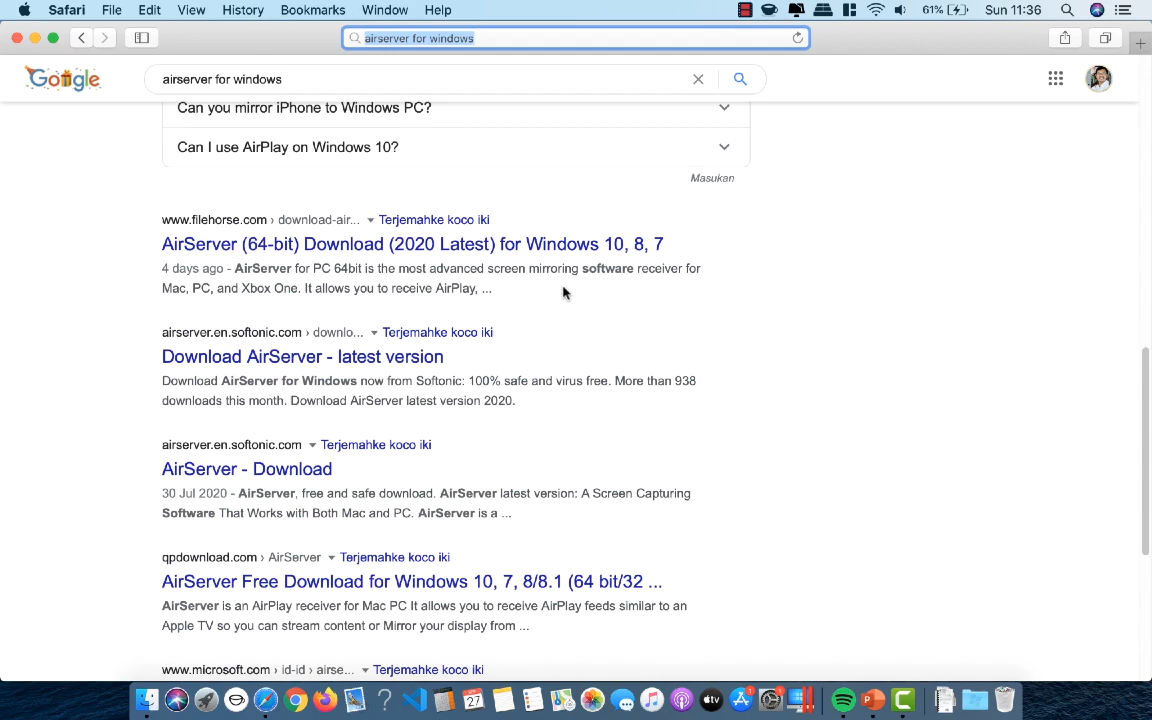 Safari File Edit View History Bookmarks Window Help 61% Sun 11:36
airserver for windows
Google
airserver for windows
Can you mirror iPhone to Windows PC?
Can I use AirPlay on Windows 10?
Masukan
www.filehorse.com › download-air... Terjemahke koco iki
AirServer (64-bit) Download (2020 Latest) for Windows 10, 8, 7
4 days ago - AirServer for PC 64bit is the most advanced screen mirroring software receiver for
Mac, PC, and Xbox One. It allows you to receive AirPlay, ...
airserver.en.softonic.com › downlo... Terjemahke koco iki
Download AirServer - latest version
Download AirServer for Windows now from Softonic: 100% safe and virus free. More than 938
downloads this month. Download AirServer latest version 2020.
airserver.en.softonic.com Terjemahke koco iki
AirServer - Download
30 Jul 2020 - AirServer, free and safe download. AirServer latest version: A Screen Capturing
Software That Works with Both Mac and PC. AirServer is a ...
qpdownload.com › AirServer Terjemahke koco iki
AirServer Free Download for Windows 10, 7, 8/8.1 (64 bit/32 ...
AirServer is an AirPlay receiver for Mac PC It allows you to receive AirPlay feeds similar to an
Apple TV so you can stream content or Mirror your display from ...
www.microsoft.com › id-id › airse... Terjemahke koco iki
27
tv